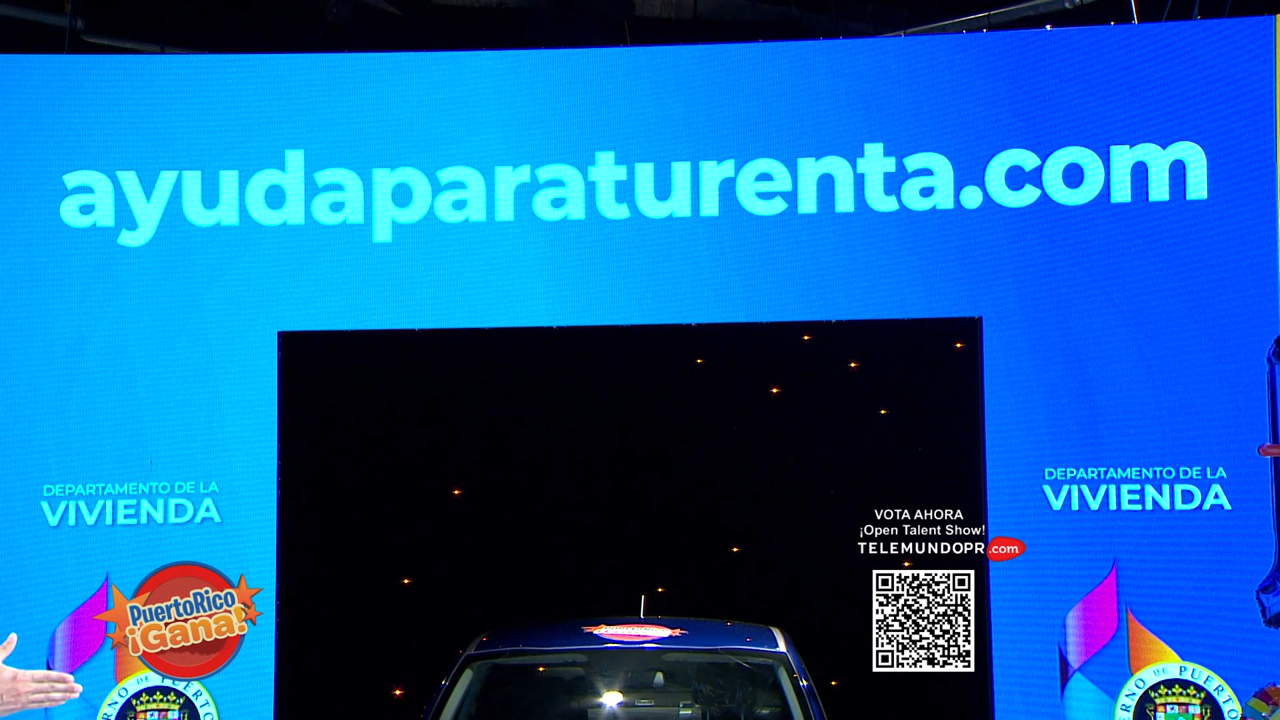 ayudaparaturenta.com
DEPARTAMENTO DE LA
VIVIENDA
DEPARTAMENTO DE LA
VIVIENDA
VOTA AHORA
¡Open Talent Show!
TELEMUNDOPR.com
PuertoRico
¡Gana!